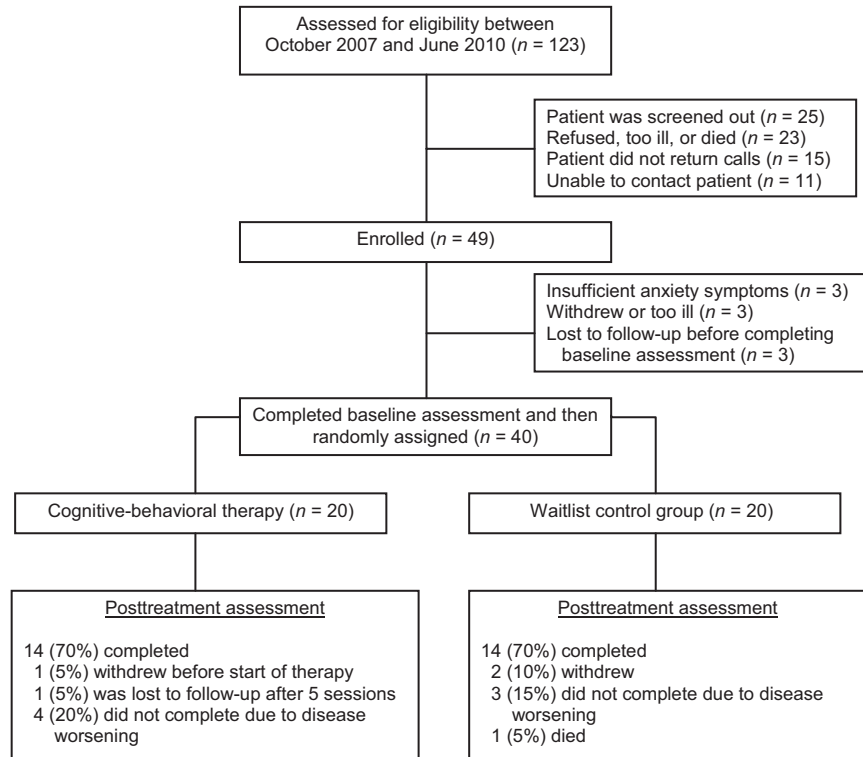 Assessed for eligibility between
October 2007 and June 2010 (n = 123)
Patient was screened out (n = 25)
Refused, too ill, or died (n = 23)
Patient did not return calls (n = 15)
Unable to contact patient (n = 11)
Enrolled (n = 49)
Insufficient anxiety symptoms (n = 3)
Withdrew or too ill (n = 3)
Lost to follow-up before completing
baseline assessment (n = 3)
Completed baseline assessment and then
randomly assigned (n = 40)
Cognitive-behavioral therapy (n = 20)
Waitlist control group (n = 20)
Posttreatment assessment
14 (70%) completed
1 (5%) withdrew before start of therapy
1 (5%) was lost to follow-up after 5 sessions
4 (20%) did not complete due to disease
worsening
Posttreatment assessment
14 (70%) completed
2 (10%) withdrew
3 (15%) did not complete due to disease
worsening
1 (5%) died